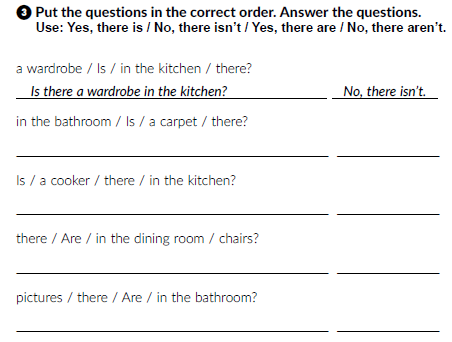 3 Put the questions in the correct order. Answer the questions.
Use: Yes, there is / No, there isn't / Yes, there are / No, there aren't.
a wardrobe / Is / in the kitchen / there?
Is there a wardrobe in the kitchen? No, there isn't.
in the bathroom / Is / a carpet / there?
Is / a cooker / there / in the kitchen?
there / Are / in the dining room / chairs?
pictures / there / Are / in the bathroom?